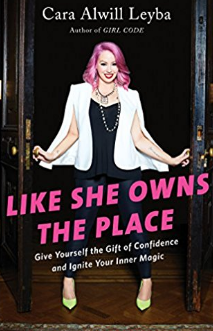 Cara Alwill Leyba
Author of GIRL CODE
LIKE SHE OWNS
THE PLACE
Give Yourself the Gift of Confidence
and Ignite Your Inner Magic